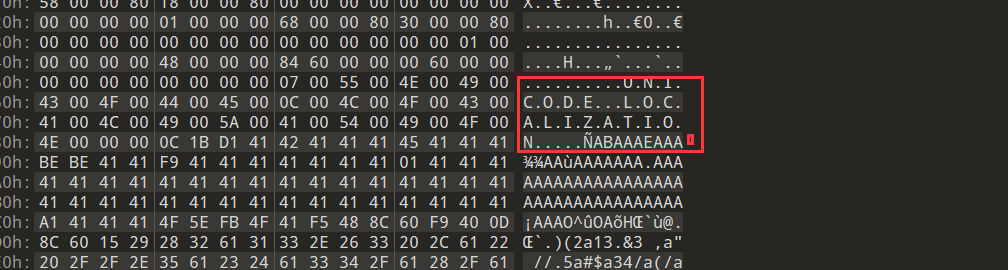 0h: 58 00 00 80 18 00 00 80 00 00 00 00 00 00 00 00 X..€...€........
0h: 00 00 00 00 01 00 00 00 68 00 00 80 30 00 00 80 ........h..€0..€
0h: 00 00 00 00 00 00 00 00 00 00 00 00 00 00 01 00 ................
0h: 00 00 00 00 48 00 00 00 84 60 00 00 00 60 00 00 ....H...„`...`..
0h: 00 00 00 00 00 00 00 00 07 00 55 00 4E 00 49 00 ..........U.N.I.
0h: 43 00 4F 00 44 00 45 00 0C 00 4C 00 4F 00 43 00 C.O.D.E...L.O.C.
0h: 41 00 4C 00 49 00 5A 00 41 00 54 00 49 00 4F 00 A.L.I.Z.A.T.I.O.
0h: 4E 00 00 00 0C 1B D1 41 42 41 41 41 45 41 41 41 N.....ÑABAAAEAAA
0h: BE BE 41 41 F9 41 41 41 41 41 41 41 01 41 41 41 ¾¾AAùAAAAAAA.AAA
A0h: 41 41 41 41 41 41 41 41 41 41 41 41 41 41 41 41 AAAAAAAAAAAAAAAA
0h: 41 41 41 41 41 41 41 41 41 41 41 41 41 41 41 41 AAAAAAAAAAAAAAAA
0h: A1 41 41 41 4F 5E FB 4F 41 F5 48 8C 60 F9 40 0D ¡AAAO^ûOAõHŒ`ù@.
0h: 8C 60 15 29 28 32 61 31 33 2E 26 33 20 2C 61 22 Œ`.)(2a13.&3 ,a"
0h: 20 2F 2F 2E 35 61 23 24 61 33 34 2F 61 28 2F 61 //.5a#$a34/a(/a